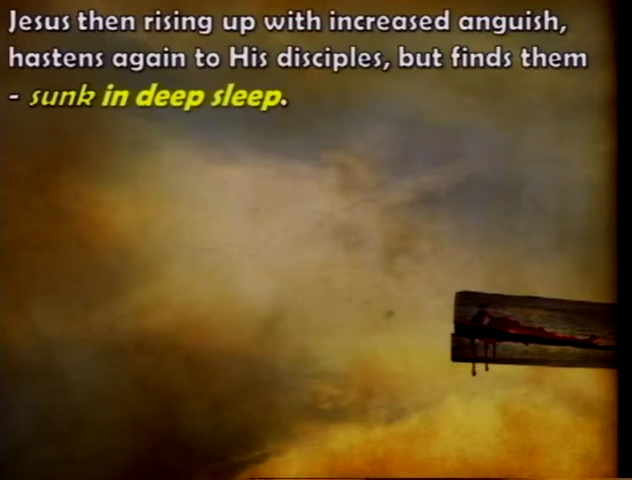 Jesus then rising up with increased anguish,
hastens again to His disciples, but finds them
- sunk in deep sleep.